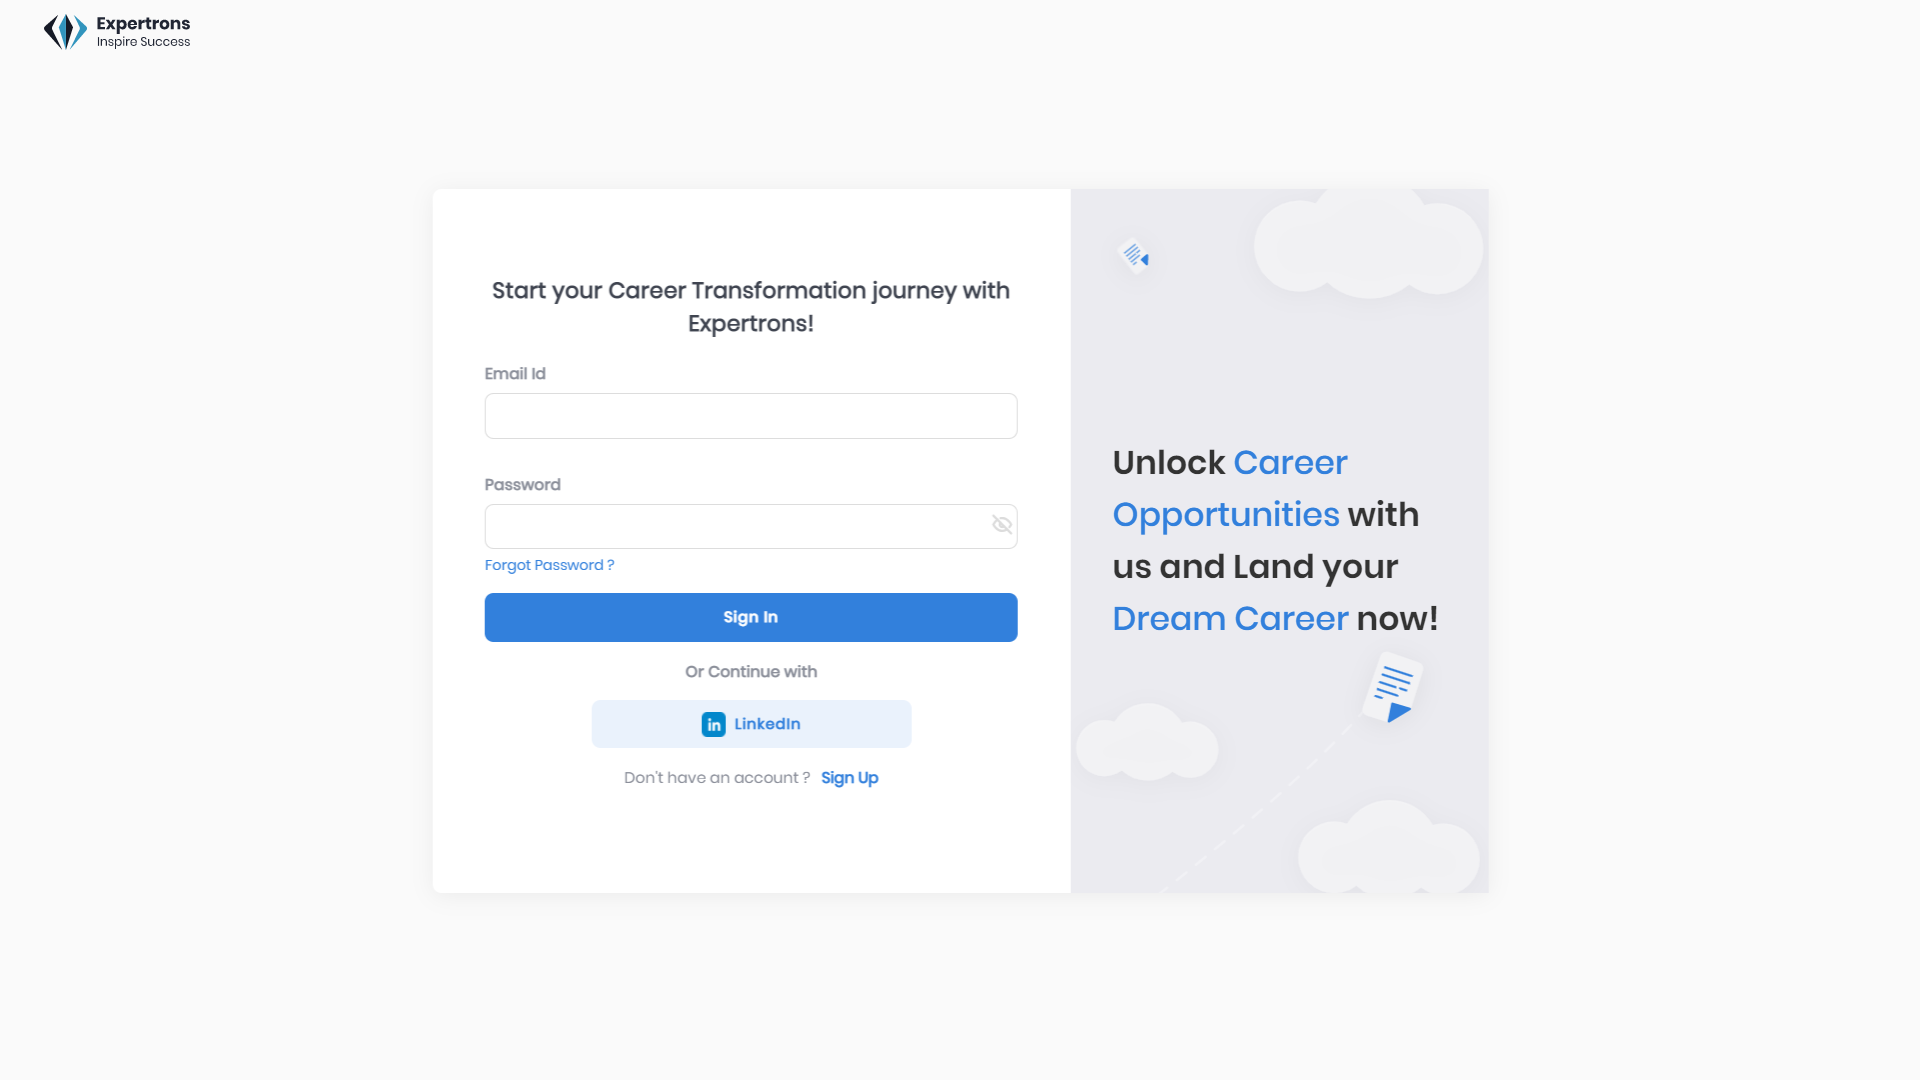 Expertrons
Inspire Success
Start your Career Transformation journey with
Expertrons!
Email Id
Password
Forgot Password ?
Sign In
Or Continue with
in LinkedIn
Don't have an account ? Sign Up
Unlock Career
Opportunities with
us and Land your
Dream Career now!